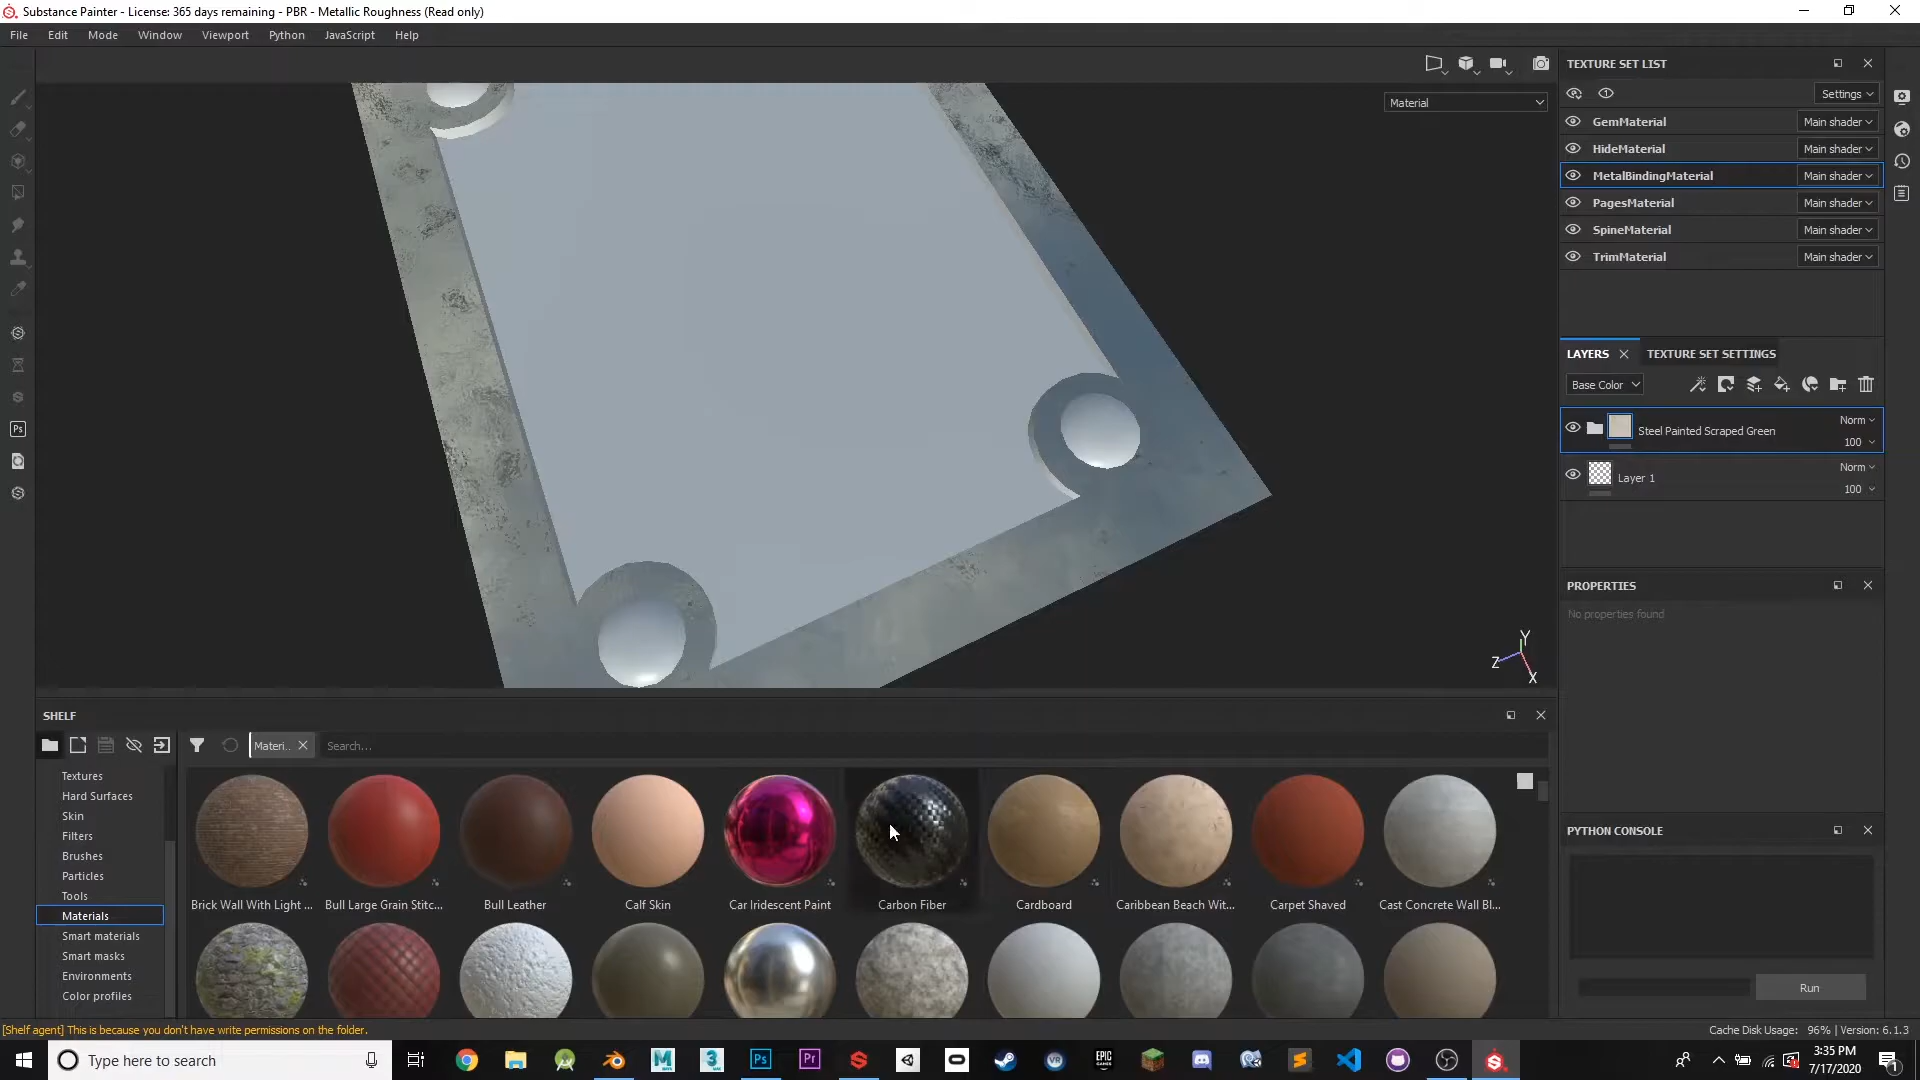 Substance Painter - License: 365 days remaining - PBR - Metallic Roughness (Read only)
File Edit Mode Window Viewport Python JavaScript Help
Material
TEXTURE SET LIST
Settings
GemMaterial Main shader
HideMaterial Main shader
MetalBindingMaterial Main shader
PagesMaterial Main shader
SpineMaterial Main shader
TrimMaterial Main shader
LAYERS TEXTURE SET SETTINGS
Base Color
Steel Painted Scraped Green Norm
100
Layer 1 Norm
100
PROPERTIES
No properties found
Y
Z
X
SHELF
Materi.. Search...
Textures
Hard Surfaces
Skin
Filters
Brushes
Particles
Tools
Materials
Smart materials
Smart masks
Environments
Color profiles
Brick Wall With Light ... Bull Large Grain Stitc... Bull Leather Calf Skin Car Iridescent Paint Carbon Fiber Cardboard Caribbean Beach Wit... Carpet Shaved Cast Concrete Wall Bl...
PYTHON CONSOLE
Run
[Shelf agent] This is because you don't have write permissions on the folder.
Cache Disk Usage: 96% | Version: 6.1.3
Type here to search
Ps
Pr
EPIC GAMES
3:35 PM
7/17/2020